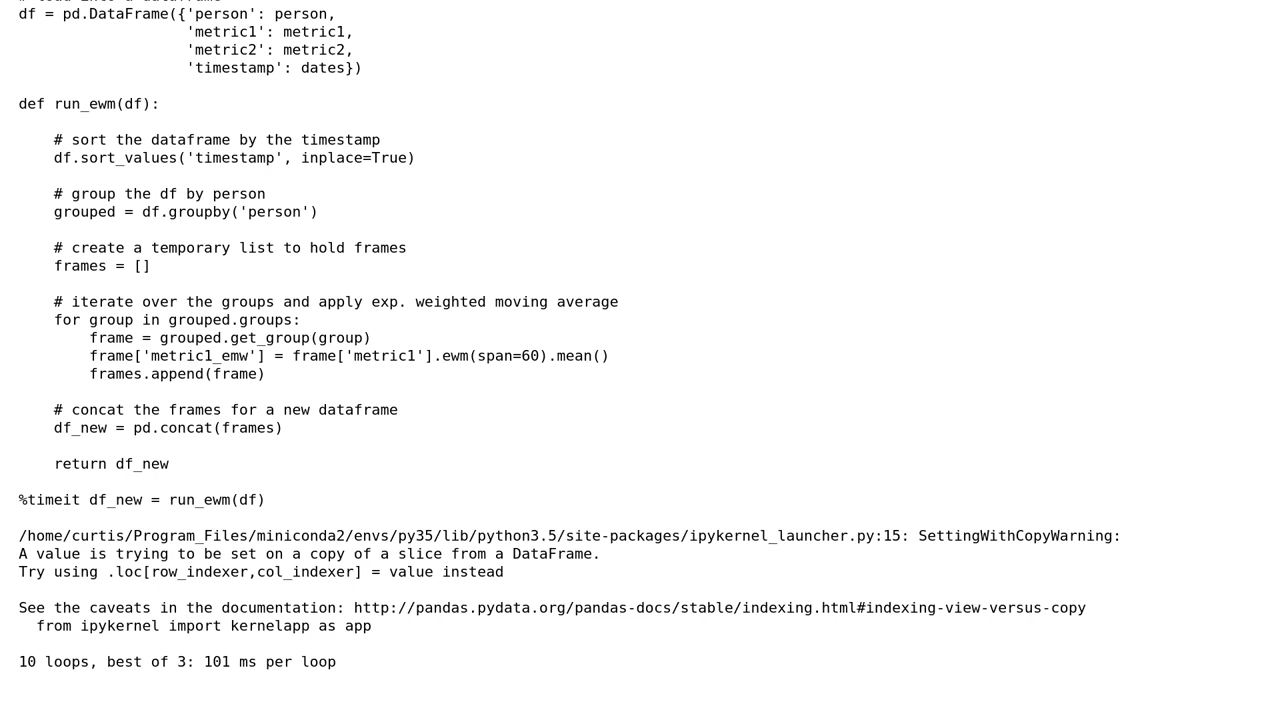 df = pd.DataFrame({'person': person,
                   'metric1': metric1,
                   'metric2': metric2,
                   'timestamp': dates})

def run_ewm(df):

    # sort the dataframe by the timestamp
    df.sort_values('timestamp', inplace=True)

    # group the df by person
    grouped = df.groupby('person')

    # create a temporary list to hold frames
    frames = []

    # iterate over the groups and apply exp. weighted moving average
    for group in grouped.groups:
        frame = grouped.get_group(group)
        frame['metric1_emw'] = frame['metric1'].ewm(span=60).mean()
        frames.append(frame)

    # concat the frames for a new dataframe
    df_new = pd.concat(frames)

    return df_new

%timeit df_new = run_ewm(df)

/home/curtis/Program_Files/miniconda2/envs/py35/lib/python3.5/site-packages/ipykernel_launcher.py:15: SettingWithCopyWarning:
A value is trying to be set on a copy of a slice from a DataFrame.
Try using .loc[row_indexer,col_indexer] = value instead

See the caveats in the documentation: http://pandas.pydata.org/pandas-docs/stable/indexing.html#indexing-view-versus-copy
  from ipykernel import kernelapp as app

10 loops, best of 3: 101 ms per loop